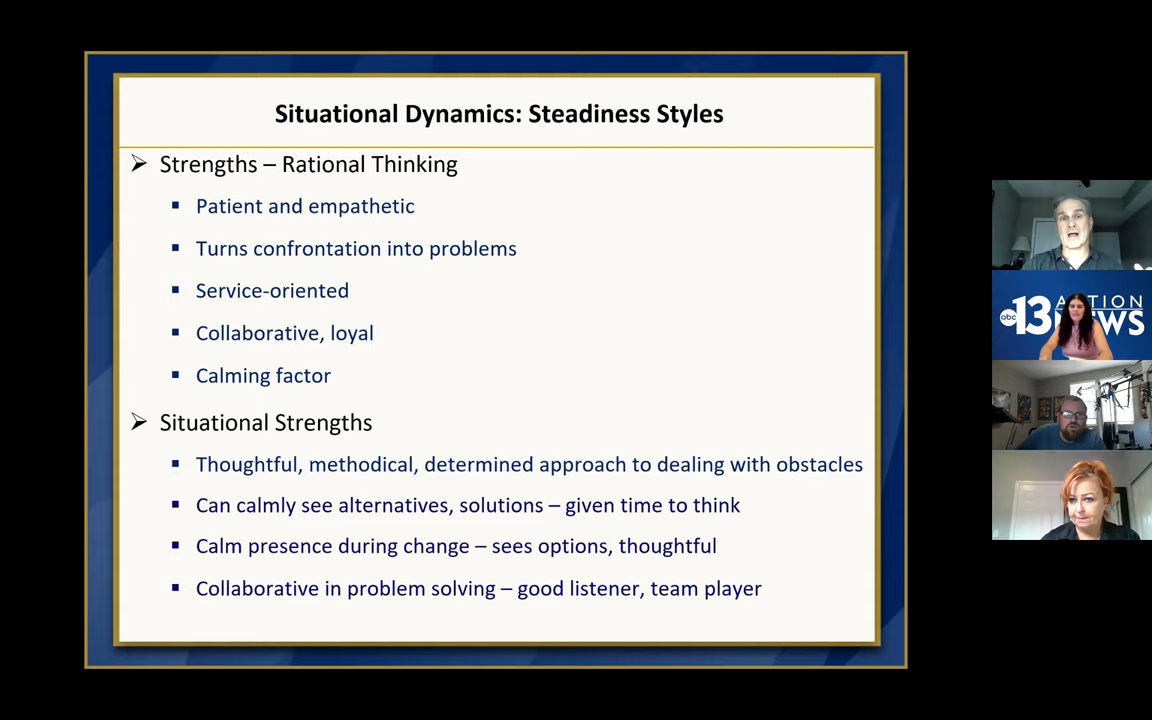 Situational Dynamics: Steadiness Styles
Strengths – Rational Thinking
Patient and empathetic
Turns confrontation into problems
Service-oriented
Collaborative, loyal
Calming factor
Situational Strengths
Thoughtful, methodical, determined approach to dealing with obstacles
Can calmly see alternatives, solutions – given time to think
Calm presence during change – sees options, thoughtful
Collaborative in problem solving – good listener, team player
abc 13
NEWS